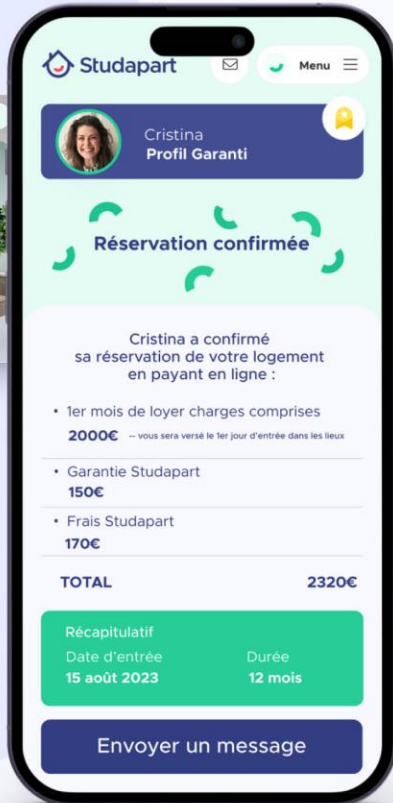 Studapart
Menu
Cristina
Profil Garanti
Réservation confirmée
Cristina a confirmé
sa réservation de votre logement
en payant en ligne :
• 1er mois de loyer charges comprises
2000€ -- vous sera versé le 1er jour d'entrée dans les lieux
• Garantie Studapart
150€
• Frais Studapart
170€
TOTAL 2320€
Récapitulatif
Date d'entrée Durée
15 août 2023 12 mois
Envoyer un message